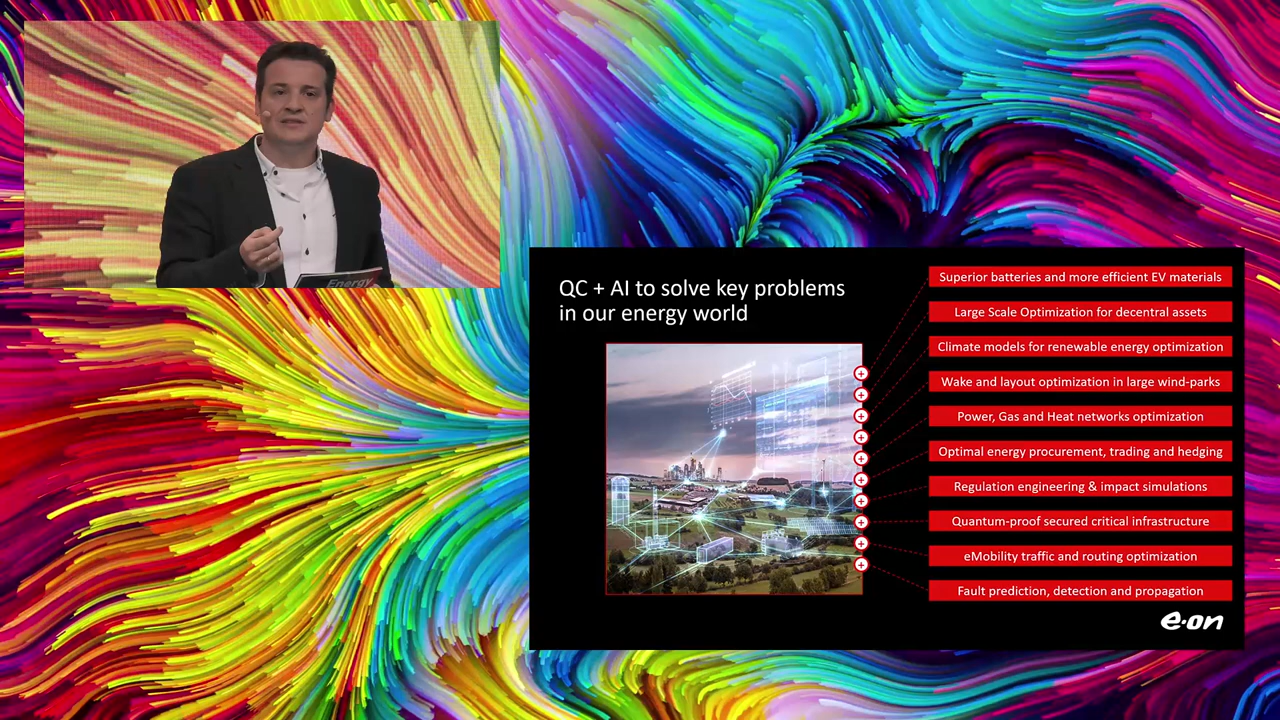 Energy
QC + AI to solve key problems
in our energy world
Superior batteries and more efficient EV materials
Large Scale Optimization for decentral assets
Climate models for renewable energy optimization
Wake and layout optimization in large wind-parks
Power, Gas and Heat networks optimization
Optimal energy procurement, trading and hedging
Regulation engineering & impact simulations
Quantum-proof secured critical infrastructure
eMobility traffic and routing optimization
Fault prediction, detection and propagation
e·on